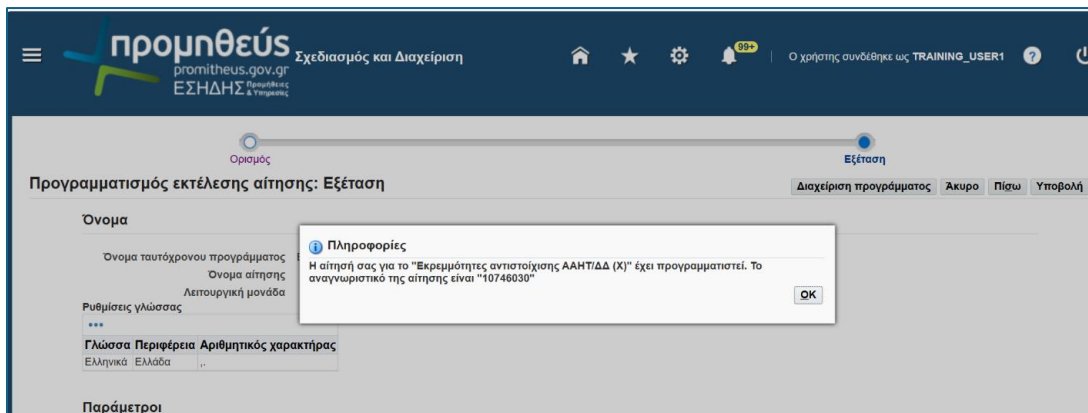 προμηθεύς
promitheus.gov.gr
ΕΣΗΔΗΣ Προμήθειες & Υπηρεσίες
Σχεδιασμός και Διαχείριση
99+
Ο χρήστης συνδέθηκε ως TRAINING_USER1
?
Ορισμός
Εξέταση
Προγραμματισμός εκτέλεσης αίτησης: Εξέταση
Διαχείριση προγράμματος Άκυρο Πίσω Υποβολή
Όνομα
Όνομα ταυτόχρονου προγράμματος
Όνομα αίτησης
Λειτουργική μονάδα
Πληροφορίες
Η αίτησή σας για το "Εκκρεμότητες αντιστοίχισης ΑΑΗΤ/ΔΔ (Χ)" έχει προγραμματιστεί. Το
αναγνωριστικό της αίτησης είναι "10746030"
OK
Ρυθμίσεις γλώσσας
Γλώσσα Περιφέρεια Αριθμητικός χαρακτήρας
Ελληνικά Ελλάδα ,.
Παράμετροι